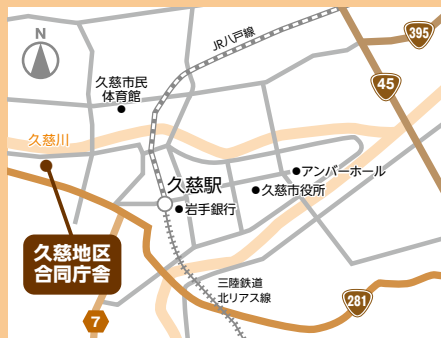 N
JR八戸線
395
45
久慈市民
体育館
久慈川
久慈駅
アンバーホール
久慈市役所
岩手銀行
久慈地区
合同庁舎
三陸鉄道
北リアス線
281
7